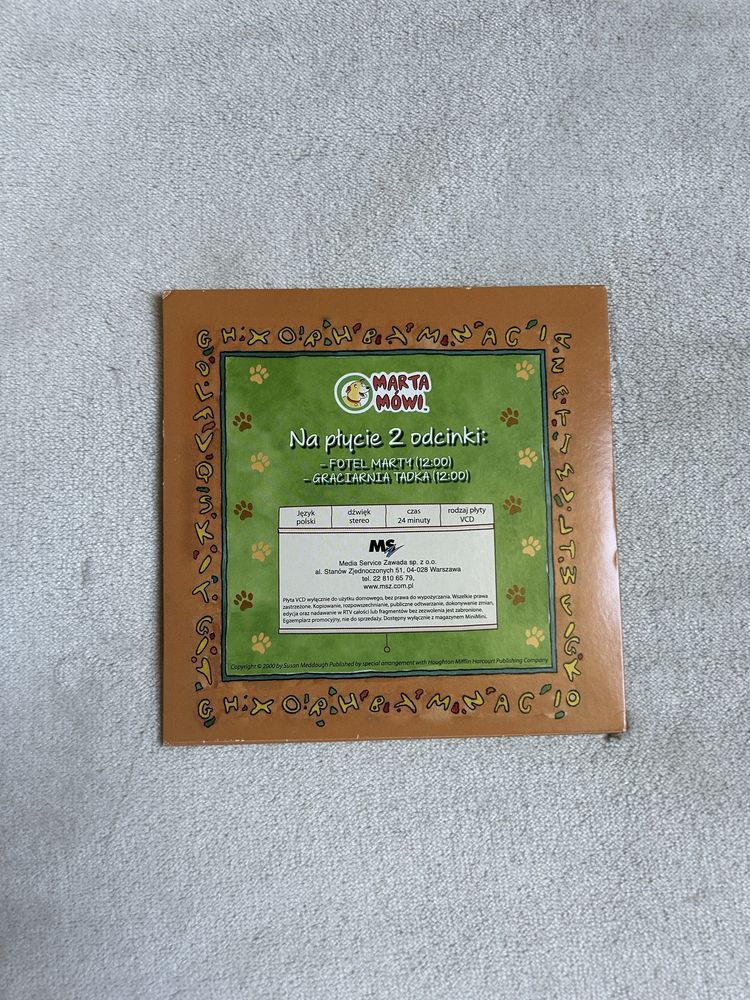 MARTA
MÓWI™
Na płycie 2 odcinki:
– FOTEL MARTY (12:00)
– GRACIARNIA TADKA (12:00)
Język dźwięk czas rodzaj płyty
polski stereo 24 minuty VCD
MS
Media Service Zawada sp. z o.o.
al. Stanów Zjednoczonych 51, 04-028 Warszawa
tel. 22 810 65 79,
www.msz.com.pl
Płyta VCD wyłącznie do użytku domowego, bez prawa do wypożyczania. Wszelkie prawa
zastrzeżone. Kopiowanie, rozpowszechnianie, publiczne odtwarzanie, dokonywanie zmian,
edycja oraz nadawanie w RTV całości lub fragmentów bez zezwolenia jest zabronione.
Egzemplarz promocyjny, nie do sprzedaży. Dostępny wyłącznie z magazynem MiniMini.
Copyright © 2000 by Susan Meddaugh Published by special arrangement with Houghton Mifflin Harcourt Publishing Company